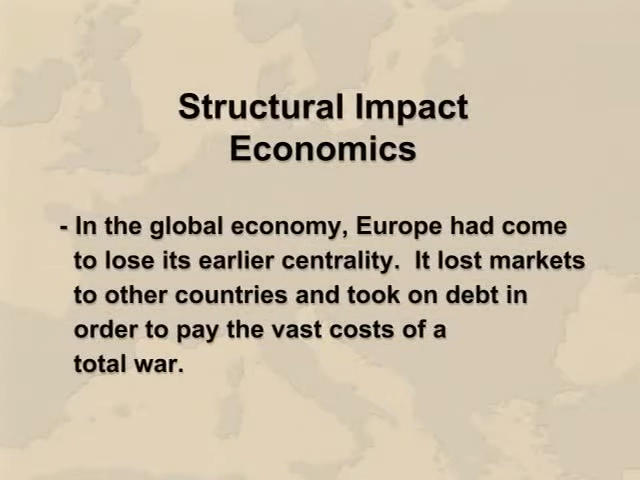 Structural Impact
Economics
- In the global economy, Europe had come
to lose its earlier centrality.  It lost markets
to other countries and took on debt in
order to pay the vast costs of a
total war.